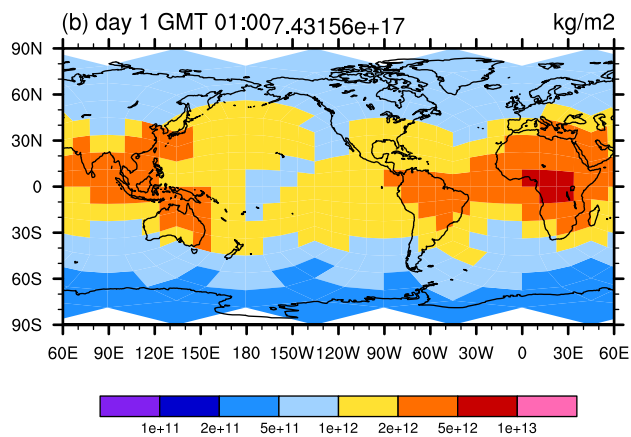 (b) day 1 GMT 01:00 7.43156e+17 kg/m2
90N
60N
30N
0
30S
60S
90S
60E 90E 120E 150E 180 150W 120W 90W 60W 30W 0 30E 60E
1e+11 2e+11 5e+11 1e+12 2e+12 5e+12 1e+13